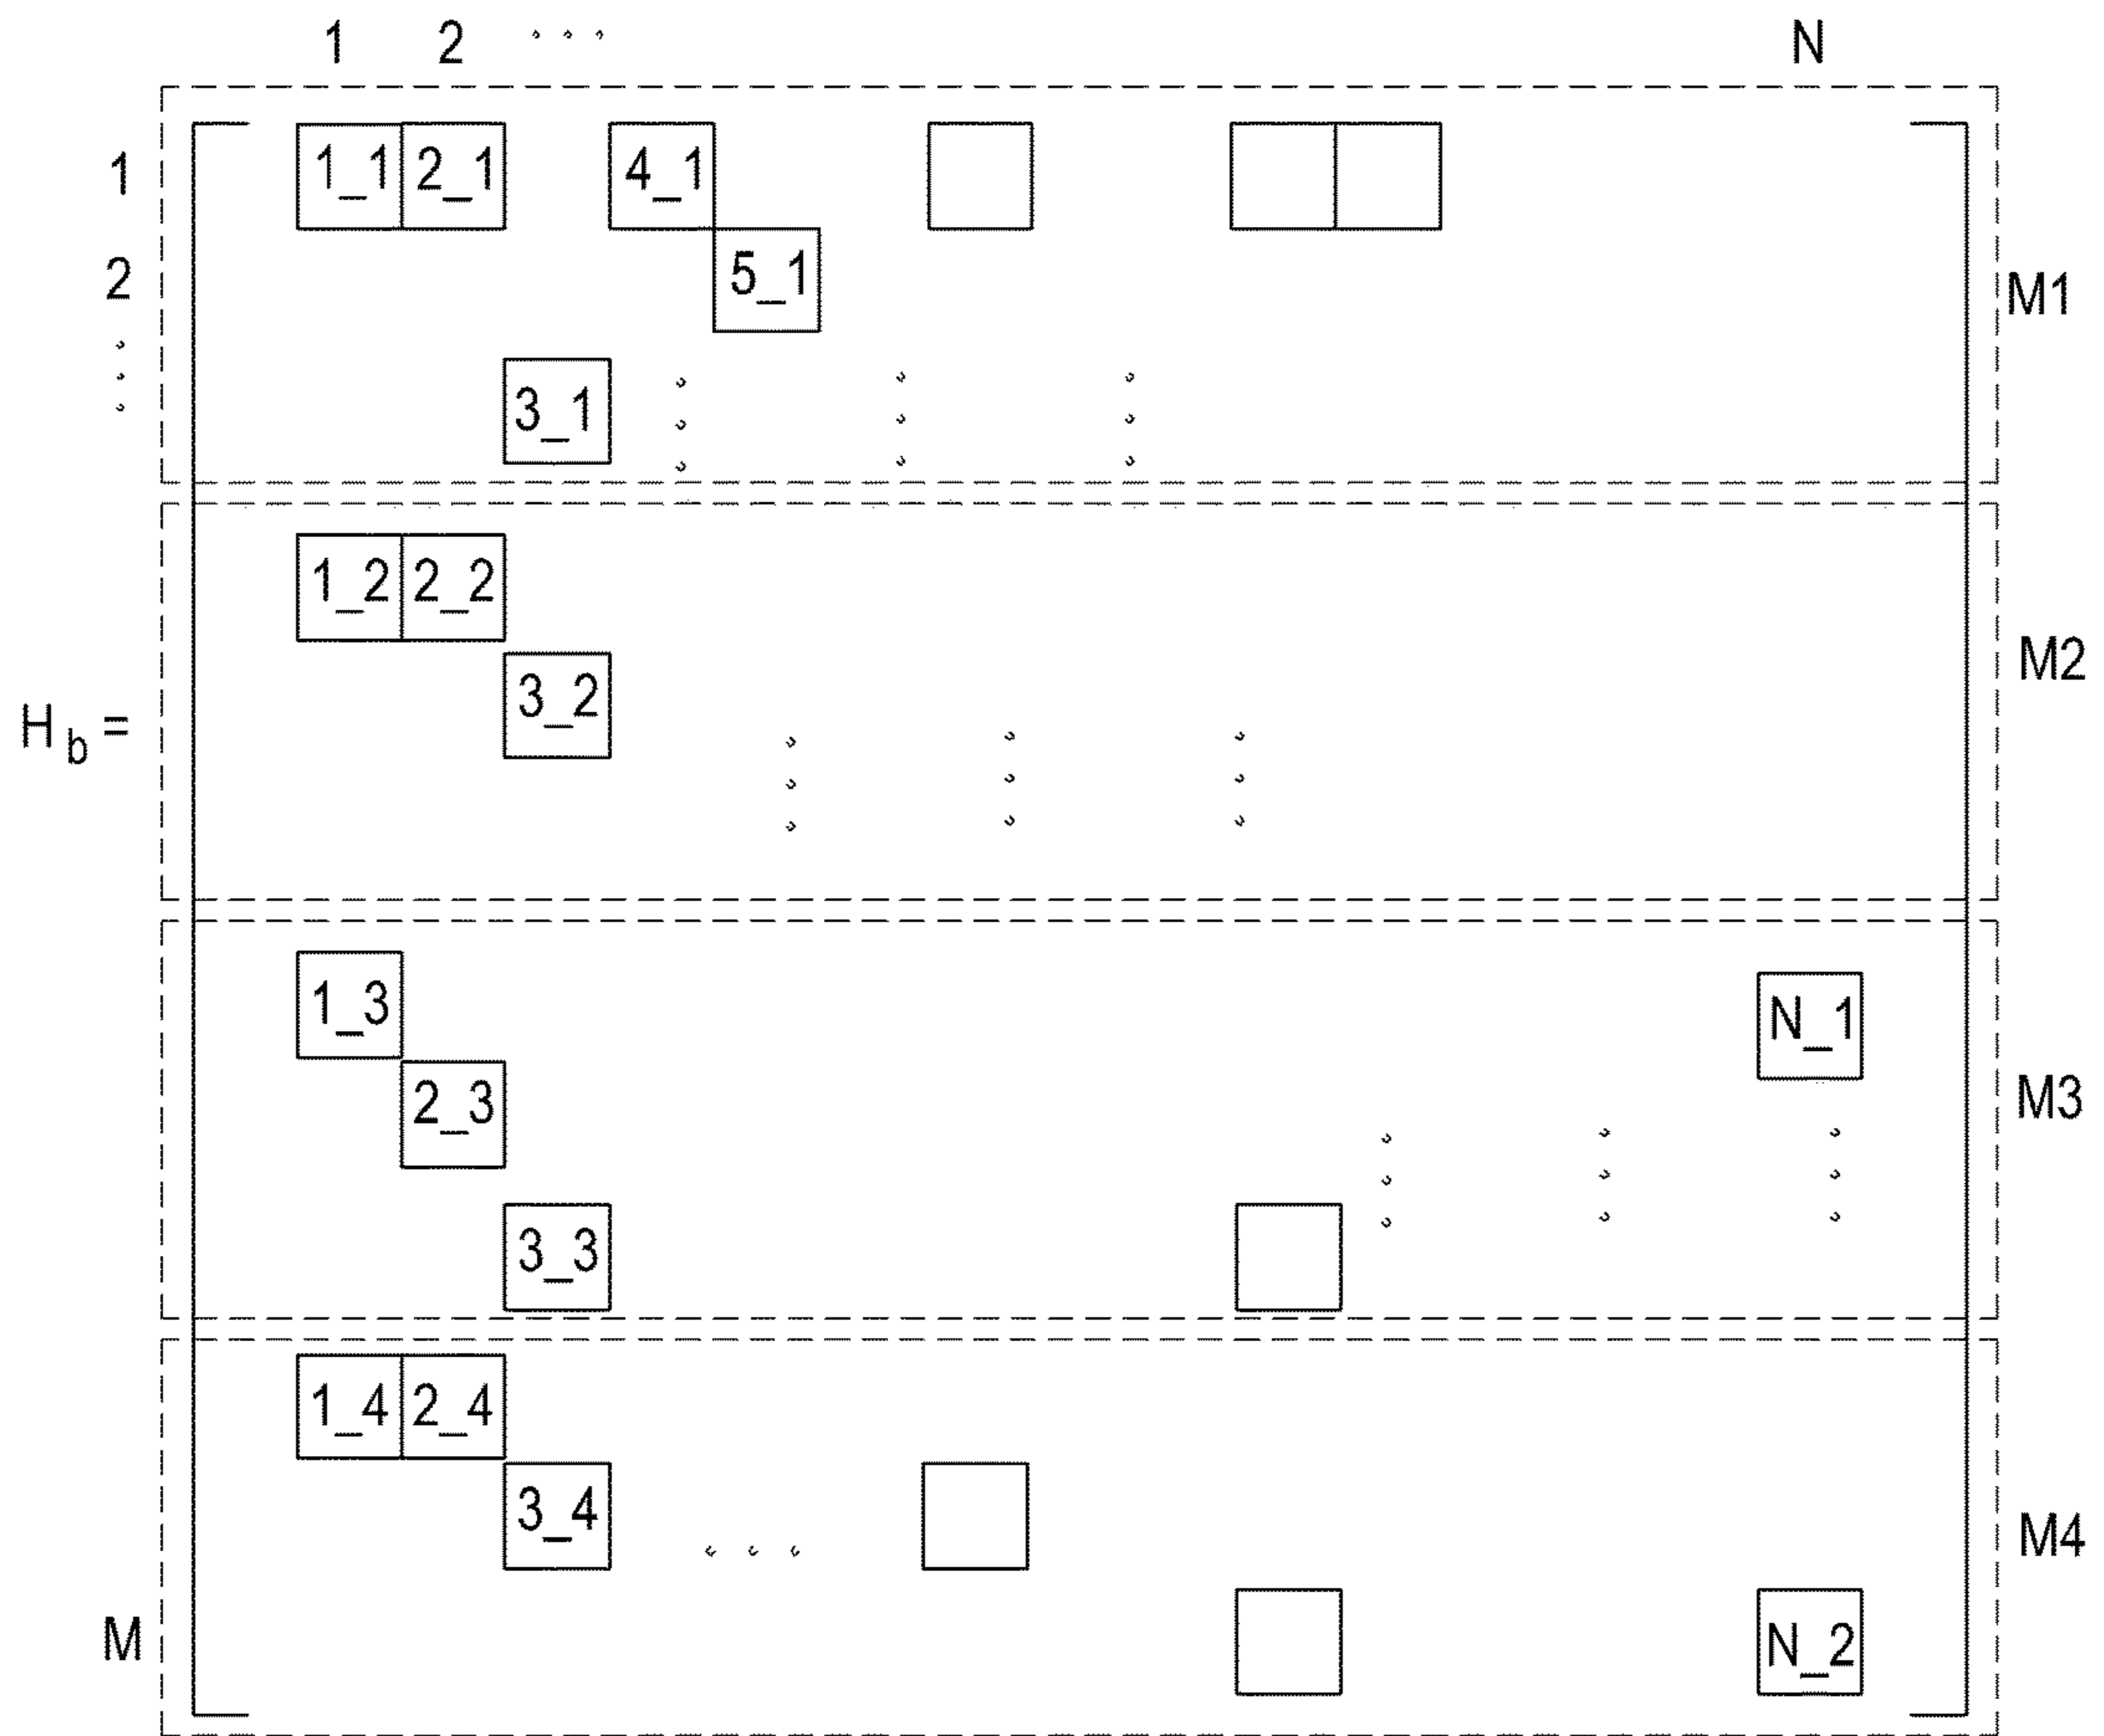 1 2 . . . N
1 1_1 2_1 4_1
2 5_1 M1
3_1
1_2 2_2
M2
3_2
H_b =
1_3 N_1
2_3 M3
3_3
1_4 2_4
3_4 . . . M4
M N_2